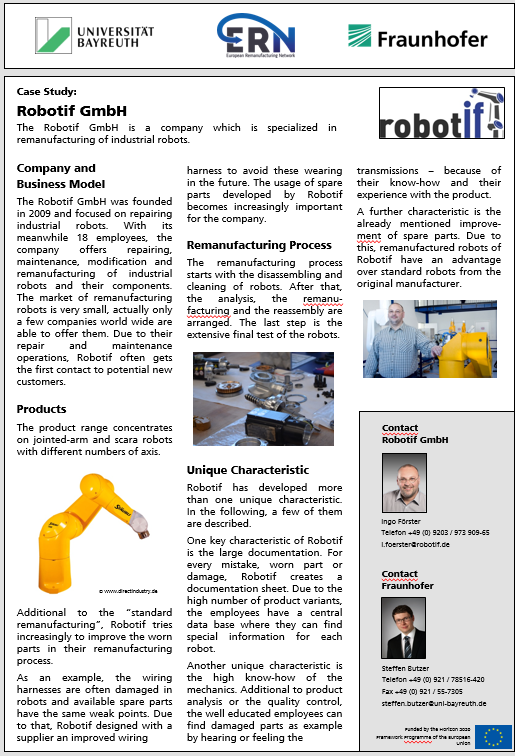 UNIVERSITÄT
BAYREUTH
ERN
European Remanufacturing Network
Fraunhofer
Case Study:
Robotif GmbH
The Robotif GmbH is a company which is specialized in
remanufacturing of industrial robots.
robotif
Company and
Business Model
The Robotif GmbH was founded
in 2009 and focused on repairing
industrial robots. With its
meanwhile 18 employees, the
company offers repairing,
maintenance, modification and
remanufacturing of industrial
robots and their components.
The market of remanufacturing
robots is very small, actually only
a few companies world wide are
able to offer them. Due to their
repair and maintenance
operations, Robotif often gets
the first contact to potential new
customers.
Products
The product range concentrates
on jointed-arm and scara robots
with different numbers of axis.
© www.directindustry.de
Additional to the “standard
remanufacturing”, Robotif tries
increasingly to improve the worn
parts in their remanufacturing
process.
As an example, the wiring
harnesses are often damaged in
robots and available spare parts
have the same weak points. Due
to that, Robotif designed with a
supplier an improved wiring
harness to avoid these wearing
in the future. The usage of spare
parts developed by Robotif
becomes increasingly important
for the company.
Remanufacturing Process
The remanufacturing process
starts with the disassembling and
cleaning of robots. After that,
the analysis, the remanu-
facturing and the reassembly are
arranged. The last step is the
extensive final test of the robots.
Unique Characteristic
Robotif has developed more
than one unique characteristic.
In the following, a few of them
are described.
One key characteristic of Robotif
is the large documentation. For
every mistake, worn part or
damage, Robotif creates a
documentation sheet. Due to the
high number of product variants,
the employees have a central
data base where they can find
special information for each
robot.
Another unique characteristic is
the high know-how of the
mechanics. Additional to product
analysis or the quality control,
the well educated employees can
find damaged parts as example
by hearing or feeling the
transmissions – because of
their know-how and their
experience with the product.
A further characteristic is the
already mentioned improve-
ment of spare parts. Due to
this, remanufactured robots of
Robotif have an advantage
over standard robots from the
original manufacturer.
Contact
Robotif GmbH
Ingo Förster
Telefon +49 (0) 9203 / 973 909-65
i.foerster@robotif.de
Contact
Fraunhofer
Steffen Butzer
Telefon +49 (0) 921 / 78516-420
Fax +49 (0) 921 / 55-7305
steffen.butzer@uni-bayreuth.de
Funded by the Horizon 2020
Framework Programme of the European
Union